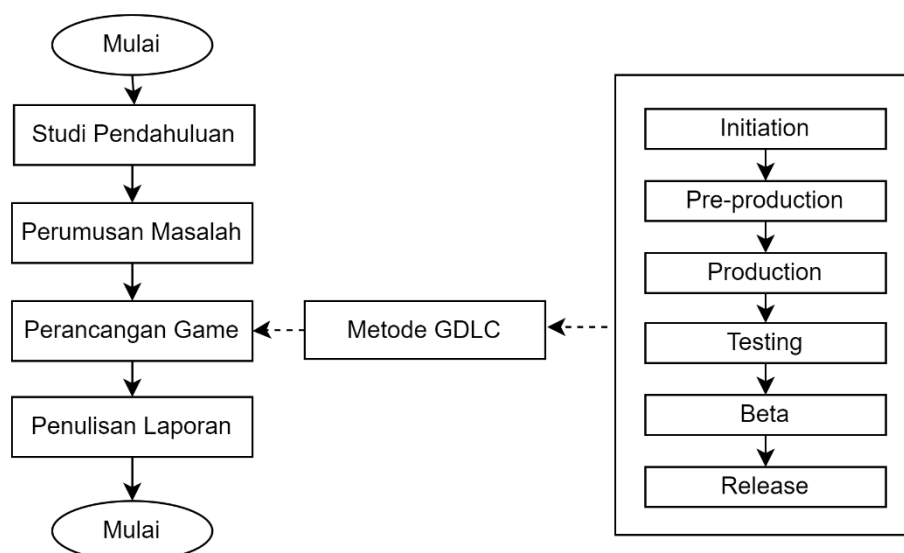 Mulai
Studi Pendahuluan
Perumusan Masalah
Perancangan Game
Penulisan Laporan
Mulai
Metode GDLC
Initiation
Pre-production
Production
Testing
Beta
Release